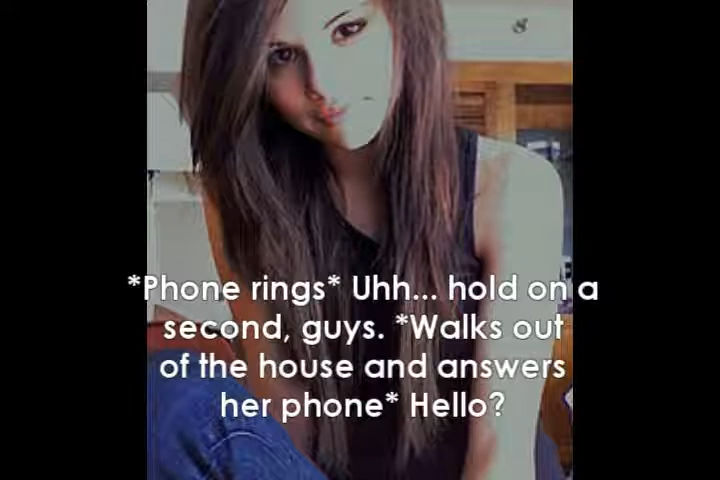 *Phone rings* Uhh... hold on a
second, guys. *Walks out
of the house and answers
her phone* Hello?